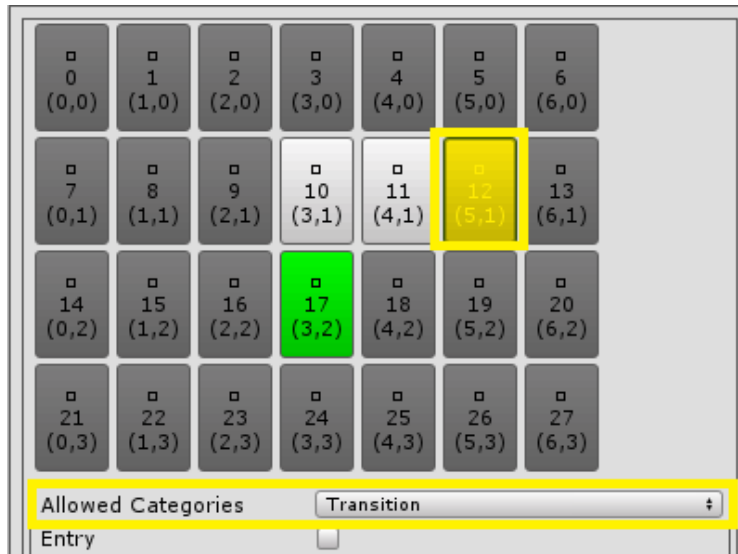 0 1 2 3 4 5 6
(0,0) (1,0) (2,0) (3,0) (4,0) (5,0) (6,0)
7 8 9 10 11 12 13
(0,1) (1,1) (2,1) (3,1) (4,1) (5,1) (6,1)
14 15 16 17 18 19 20
(0,2) (1,2) (2,2) (3,2) (4,2) (5,2) (6,2)
21 22 23 24 25 26 27
(0,3) (1,3) (2,3) (3,3) (4,3) (5,3) (6,3)
Allowed Categories Transition
Entry